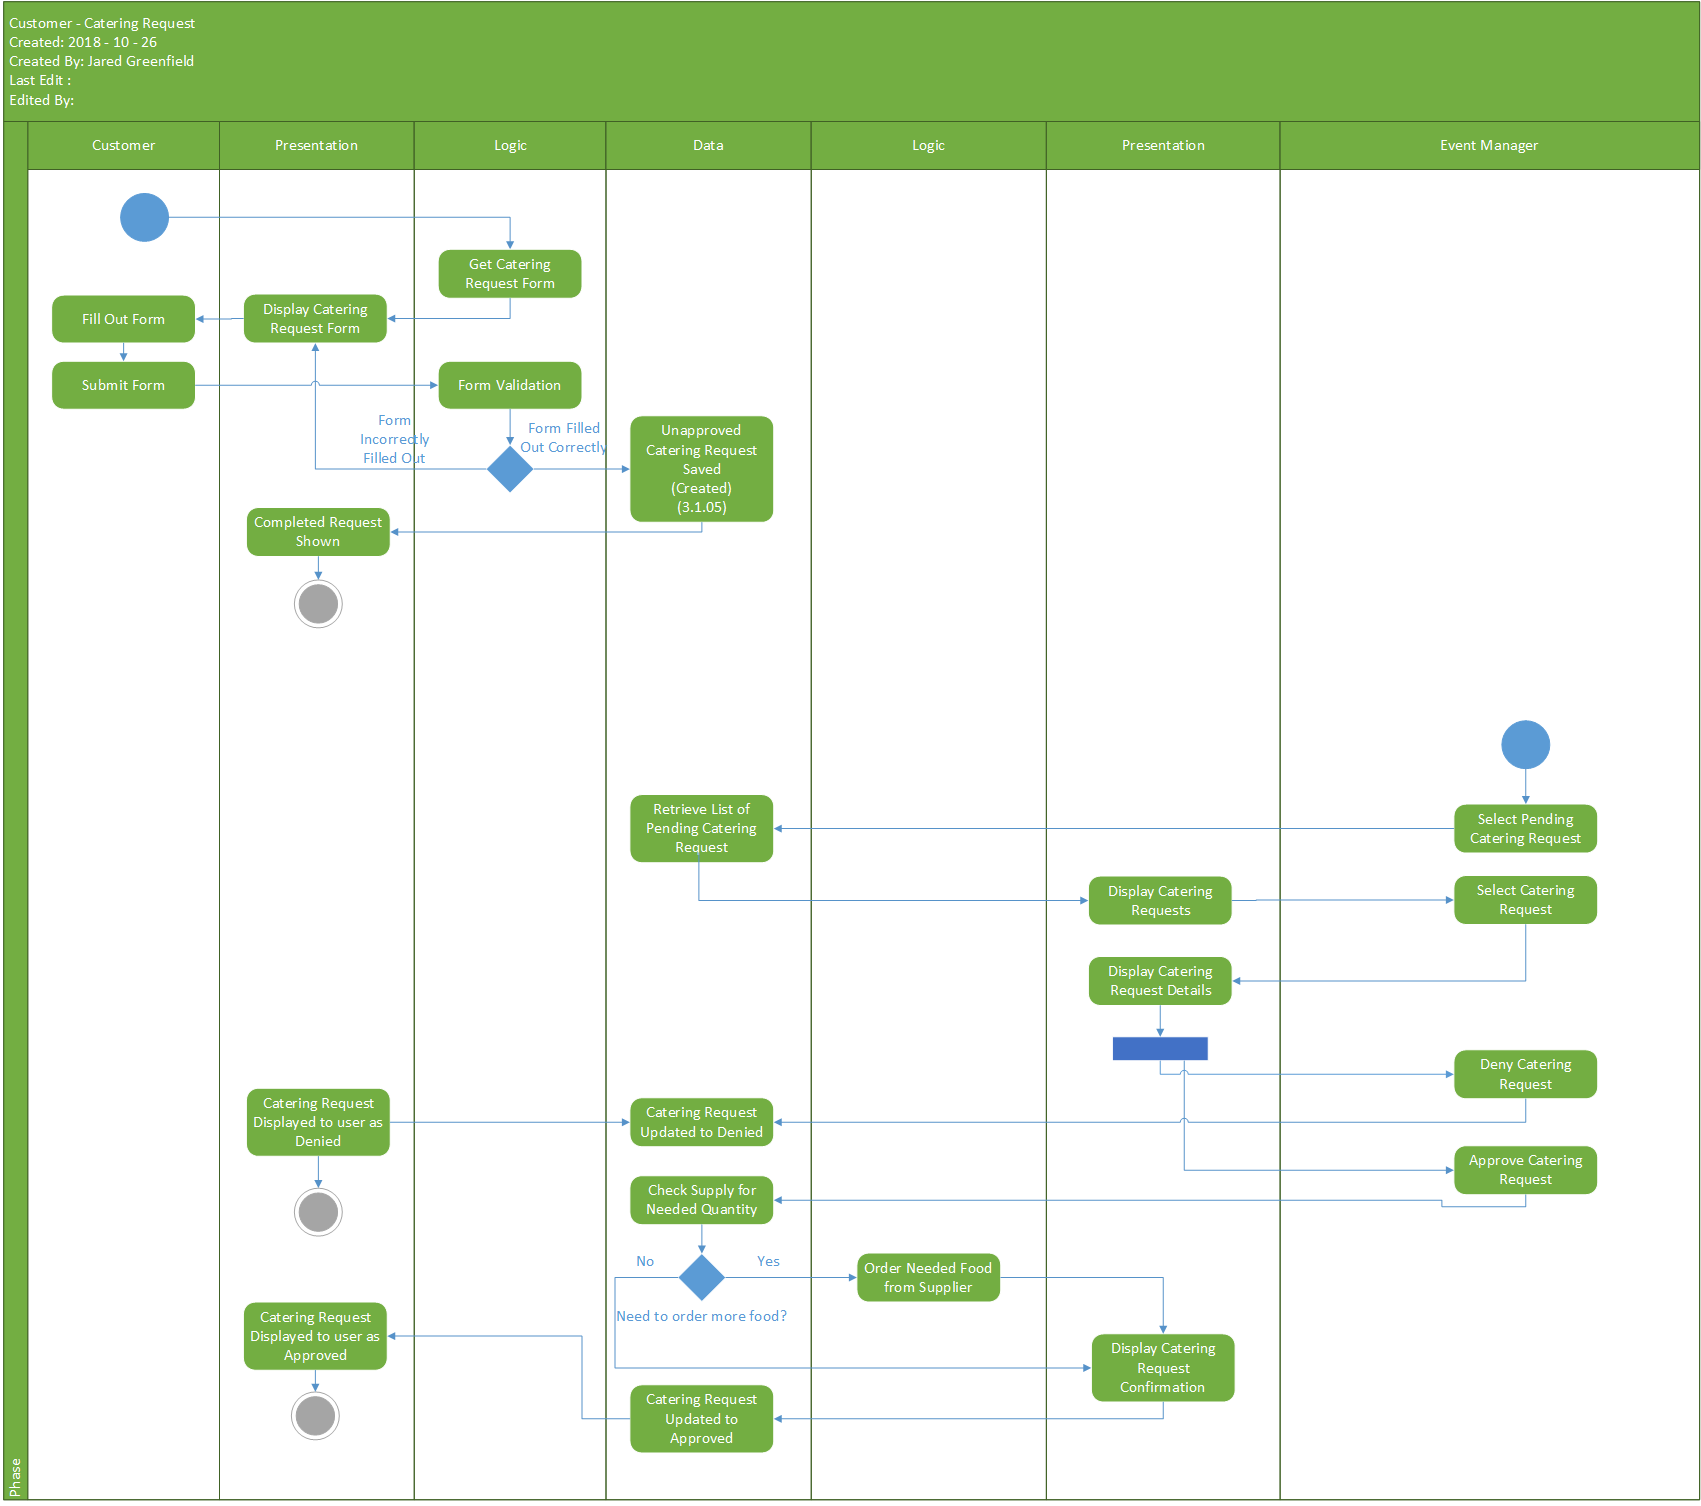 Customer - Catering Request
Created: 2018 - 10 - 26
Created By: Jared Greenfield
Last Edit :
Edited By:
Customer
Presentation
Logic
Data
Logic
Presentation
Event Manager
Get Catering
Request Form
Fill Out Form
Display Catering
Request Form
Submit Form
Form Validation
Form
Incorrectly
Filled Out
Form Filled
Out Correctly
Unapproved
Catering Request
Saved
(Created)
(3.1.05)
Completed Request
Shown
Select Pending
Catering Request
Retrieve List of
Pending Catering
Request
Display Catering
Requests
Select Catering
Request
Display Catering
Request Details
Deny Catering
Request
Catering Request
Updated to Denied
Catering Request
Displayed to user as
Denied
Approve Catering
Request
Check Supply for
Needed Quantity
No
Yes
Need to order more food?
Order Needed Food
from Supplier
Display Catering
Request
Confirmation
Catering Request
Updated to
Approved
Catering Request
Displayed to user as
Approved
Phase